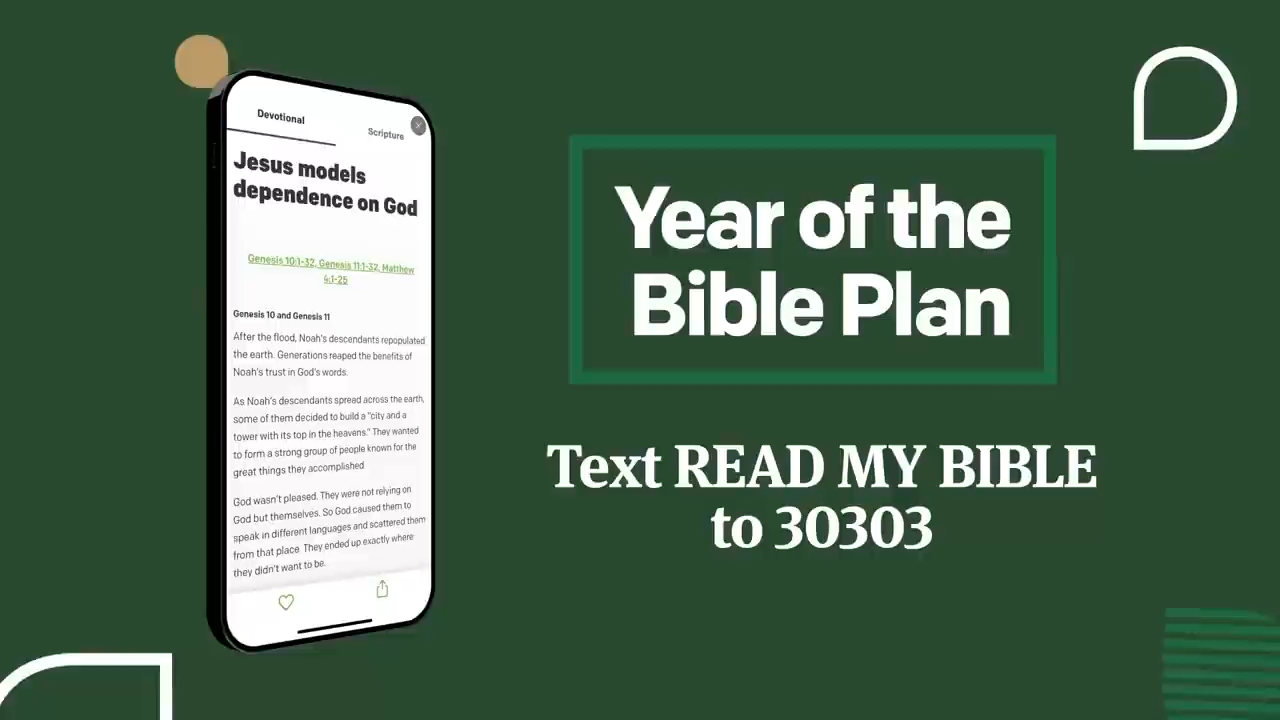 Devotional
Scripture
Jesus models
dependence on God
Genesis 10:1-32, Genesis 11:1-32, Matthew
4:1-25
Genesis 10 and Genesis 11
After the flood, Noah's descendants repopulated
the earth. Generations reaped the benefits of
Noah's trust in God's words.
As Noah's descendants spread across the earth,
some of them decided to build a "city and a
tower with its top in the heavens." They wanted
to form a strong group of people known for the
great things they accomplished.
God wasn't pleased. They were not relying on
God but themselves. So God caused them to
speak in different languages and scattered them
from that place. They ended up exactly where
they didn't want to be.
Year of the
Bible Plan
Text READ MY BIBLE
to 30303